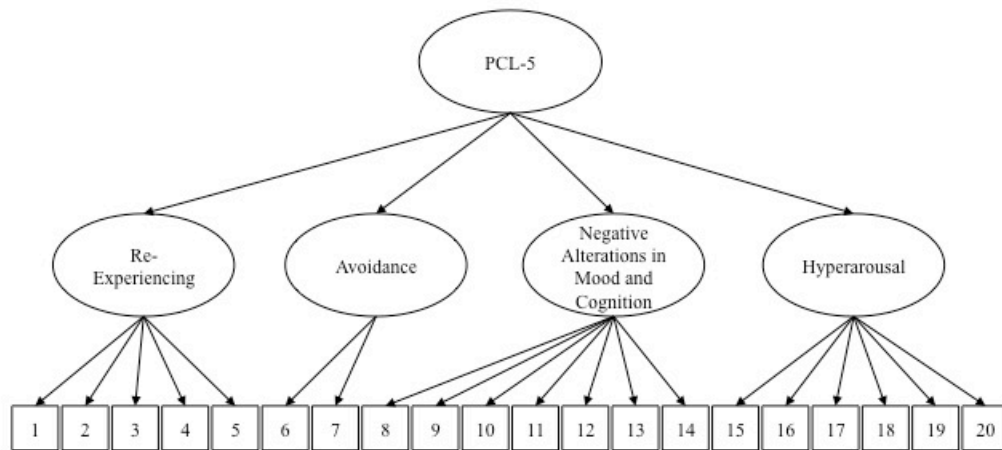 PCL-5
Re-
Experiencing
Avoidance
Negative
Alterations in
Mood and
Cognition
Hyperarousal
1 2 3 4 5 6 7 8 9 10 11 12 13 14 15 16 17 18 19 20